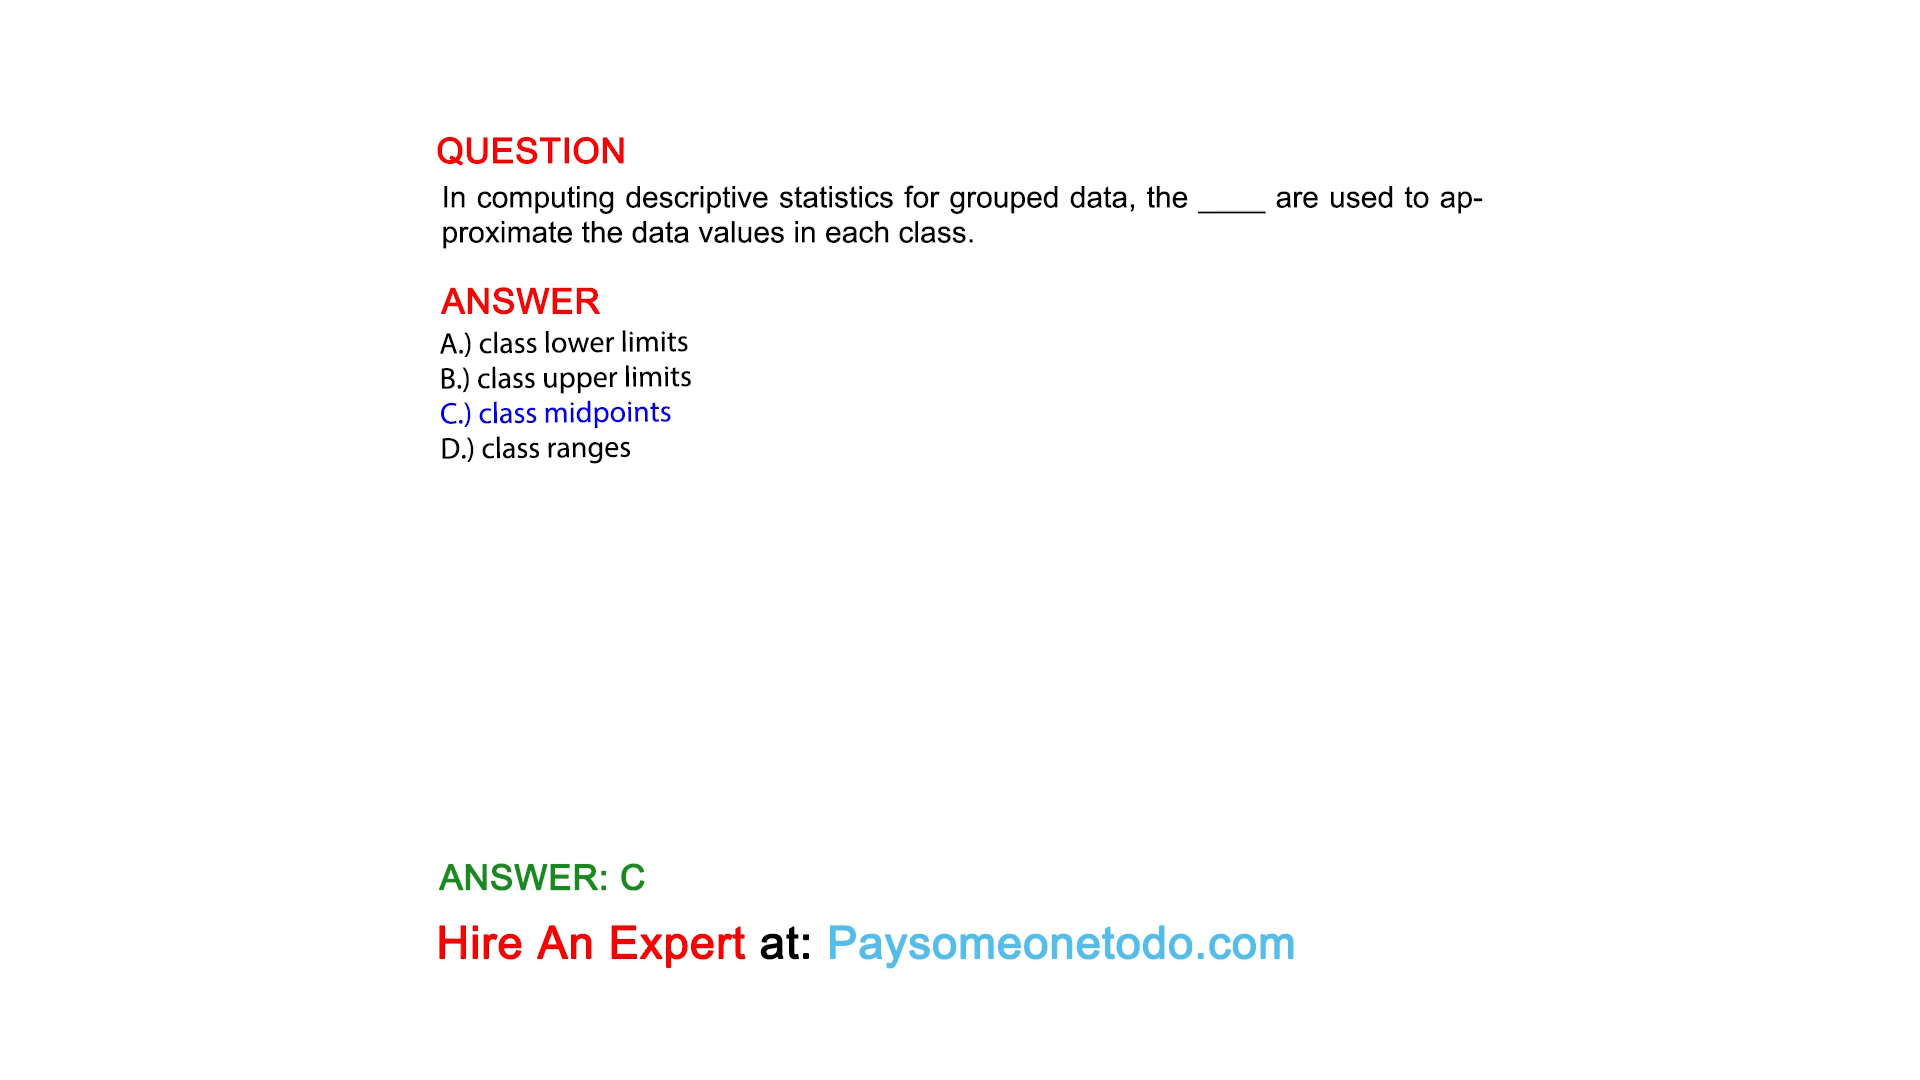 QUESTION
In computing descriptive statistics for grouped data, the ____ are used to ap-
proximate the data values in each class.
ANSWER
A.) class lower limits
B.) class upper limits
C.) class midpoints
D.) class ranges
ANSWER: C
Hire An Expert at: Paysomeonetodo.com